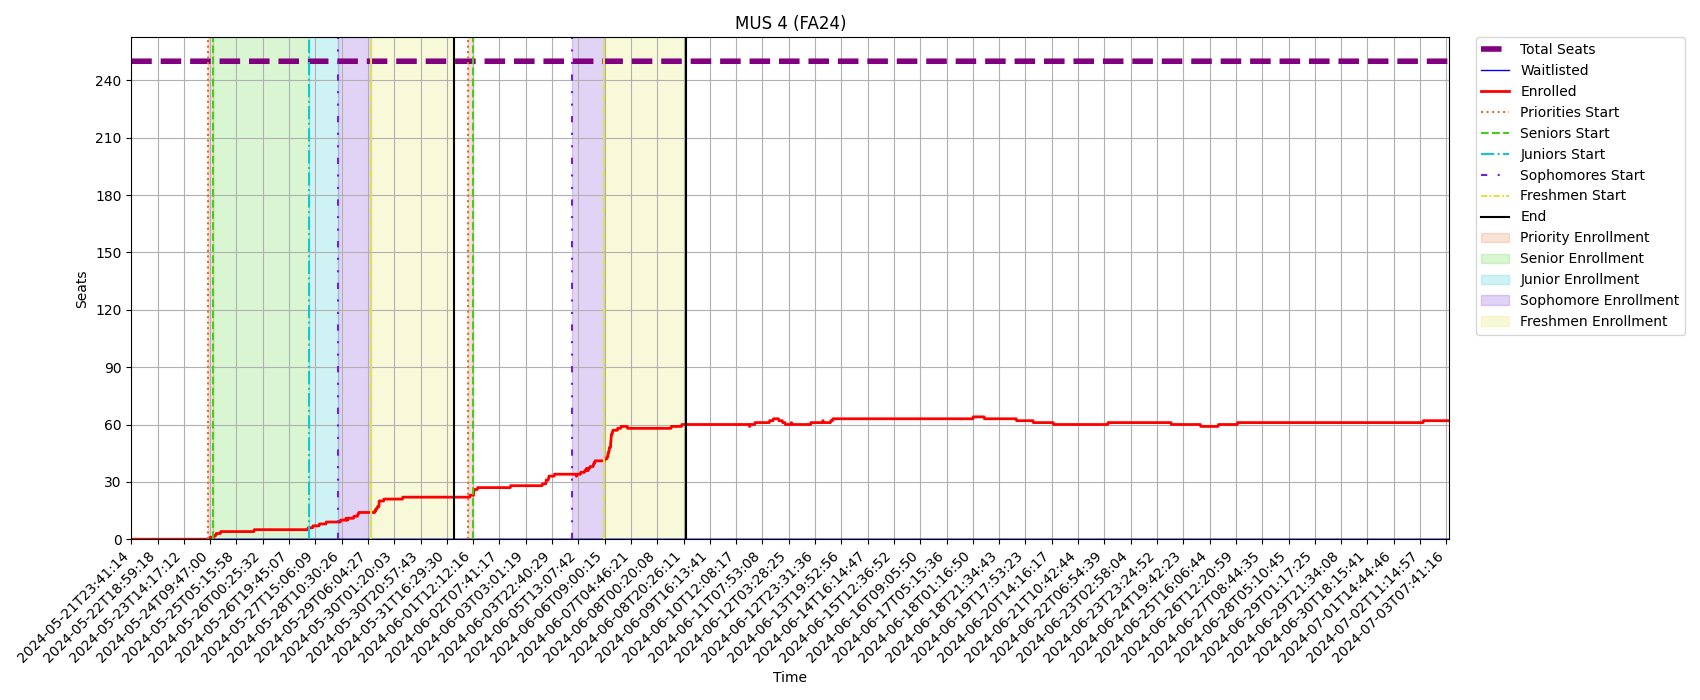 MUS 4 (FA24)
Total Seats
Waitlisted
Enrolled
Priorities Start
Seniors Start
Juniors Start
Sophomores Start
Freshmen Start
End
Priority Enrollment
Senior Enrollment
Junior Enrollment
Sophomore Enrollment
Freshmen Enrollment
Seats
240
210
180
150
120
90
60
30
0
2024-05-21T23:41:14
2024-05-22T18:59:18
2024-05-23T14:17:12
2024-05-24T09:47:00
2024-05-25T05:15:58
2024-05-26T00:25:32
2024-05-26T19:45:07
2024-05-27T15:06:09
2024-05-28T10:30:26
2024-05-29T06:04:27
2024-05-30T01:20:03
2024-05-30T20:57:43
2024-05-31T16:29:30
2024-06-01T12:12:16
2024-06-02T07:41:17
2024-06-03T03:01:19
2024-06-03T22:40:29
2024-06-05T13:07:42
2024-06-06T09:00:15
2024-06-07T04:46:21
2024-06-08T00:20:08
2024-06-08T20:26:11
2024-06-09T16:13:41
2024-06-10T12:08:17
2024-06-11T07:53:08
2024-06-12T03:28:25
2024-06-12T23:31:36
2024-06-13T19:52:56
2024-06-14T16:14:47
2024-06-15T12:36:52
2024-06-16T09:05:50
2024-06-17T05:15:36
2024-06-18T01:16:50
2024-06-18T21:34:43
2024-06-19T17:53:23
2024-06-20T14:16:17
2024-06-21T10:42:44
2024-06-22T06:54:39
2024-06-23T02:58:04
2024-06-23T23:24:52
2024-06-24T19:42:23
2024-06-25T16:06:44
2024-06-26T12:20:59
2024-06-27T08:44:35
2024-06-28T05:10:45
2024-06-29T01:17:25
2024-06-29T21:34:08
2024-06-30T18:15:41
2024-07-01T14:44:46
2024-07-02T11:14:57
2024-07-03T07:41:16
Time